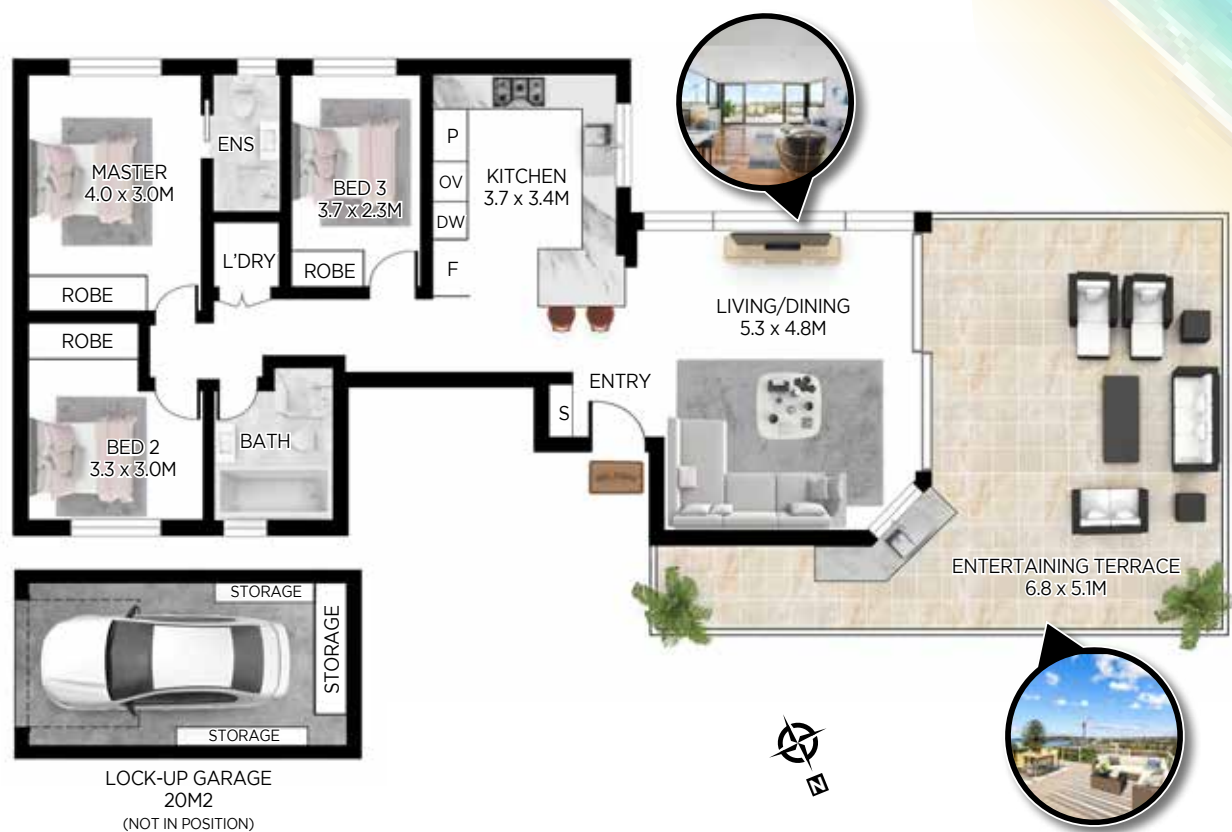 MASTER
4.0 x 3.0M
ENS
BED 3
3.7 x 2.3M
P
OV
DW
F
KITCHEN
3.7 x 3.4M
L'DRY
ROBE
ROBE
ROBE
LIVING/DINING
5.3 x 4.8M
ENTRY
S
BED 2
3.3 x 3.0M
BATH
ENTERTAINING TERRACE
6.8 x 5.1M
STORAGE
STORAGE
STORAGE
LOCK-UP GARAGE
20M2
(NOT IN POSITION)
N